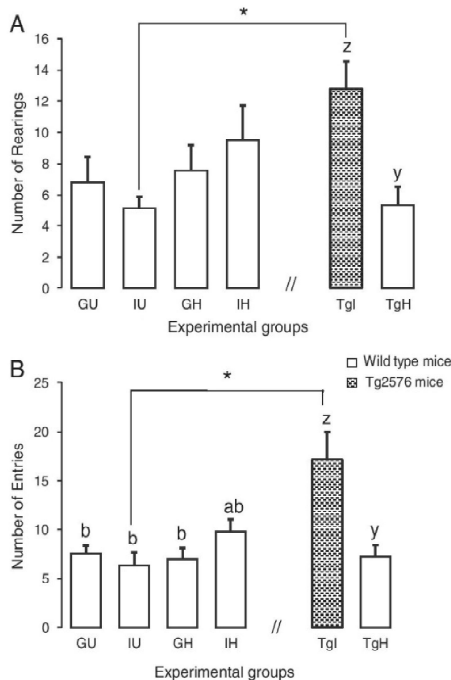 A
*
16
14
12
10
8
6
4
2
0
Number of Rearings
z
y
GU IU GH IH // TgI TgH
Experimental groups
Wild type mice
Tg2576 mice
B
*
25
20
15
10
5
0
Number of Entries
b b b ab z y
GU IU GH IH // TgI TgH
Experimental groups